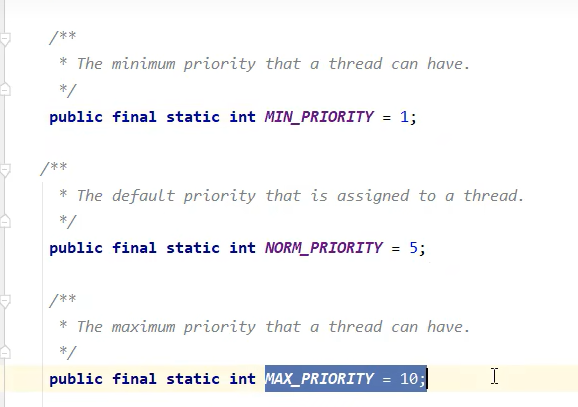 /**
* The minimum priority that a thread can have.
*/
public final static int MIN_PRIORITY = 1;
/**
* The default priority that is assigned to a thread.
*/
public final static int NORM_PRIORITY = 5;
/**
* The maximum priority that a thread can have.
*/
public final static int MAX_PRIORITY = 10;